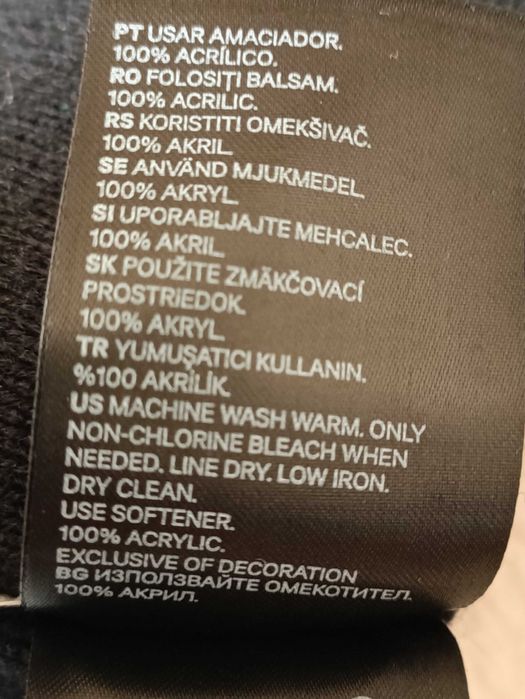 PT USAR AMACIADOR.
100% ACRÍLICO.
RO FOLOSITI BALSAM.
100% ACRILIC.
RS KORISTITI OMEKŠIVAČ.
100% AKRIL
SE ANVÄND MJUKMEDEL
100% AKRYL
SI UPORABLJAJTE MEHCALEC.
100% AKRIL
SK POUŽITE ZMÄKČOVACÍ
PROSTRIEDOK
100% AKRYL
TR YUMUŞATICI KULLANIN.
%100 AKRİLİK
US MACHINE WASH WARM. ONLY
NON-CHLORINE BLEACH WHEN
NEEDED. LINE DRY. LOW IRON.
DRY CLEAN.
USE SOFTENER.
100% ACRYLIC.
EXCLUSIVE OF DECORATION
BG ИЗПОЛЗВАЙТЕ ОМЕКОТИТЕЛ.
100% АКРИЛ.